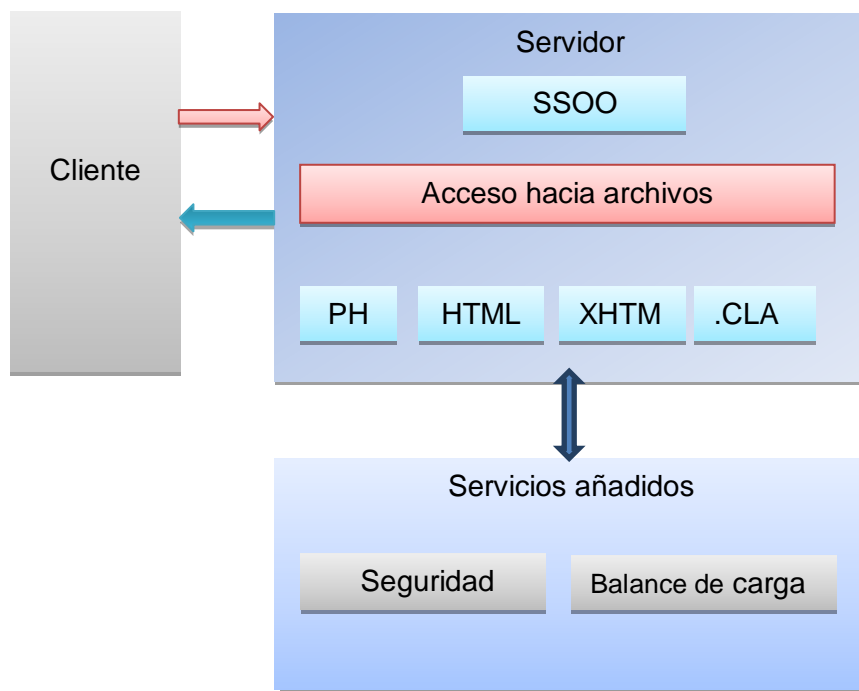 Servidor
SSOO
Cliente
Acceso hacia archivos
PH
HTML
XHTM
.CLA
Servicios añadidos
Seguridad
Balance de carga